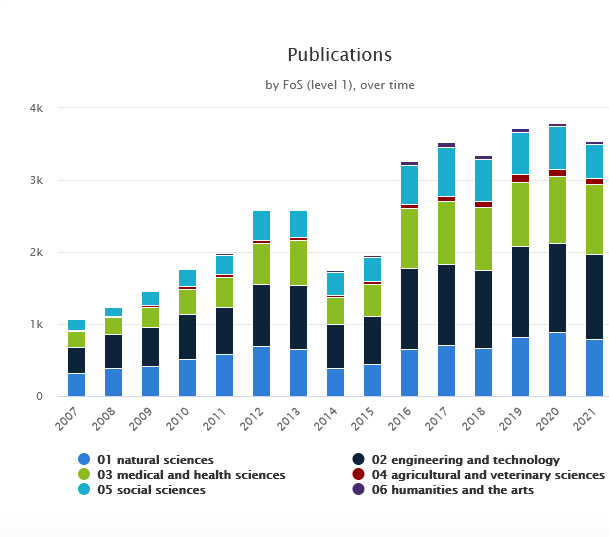 Publications
by FoS (level 1), over time
4k
3k
2k
1k
0
2007 2008 2009 2010 2011 2012 2013 2014 2015 2016 2017 2018 2019 2020 2021
01 natural sciences 02 engineering and technology
03 medical and health sciences 04 agricultural and veterinary sciences
05 social sciences 06 humanities and the arts